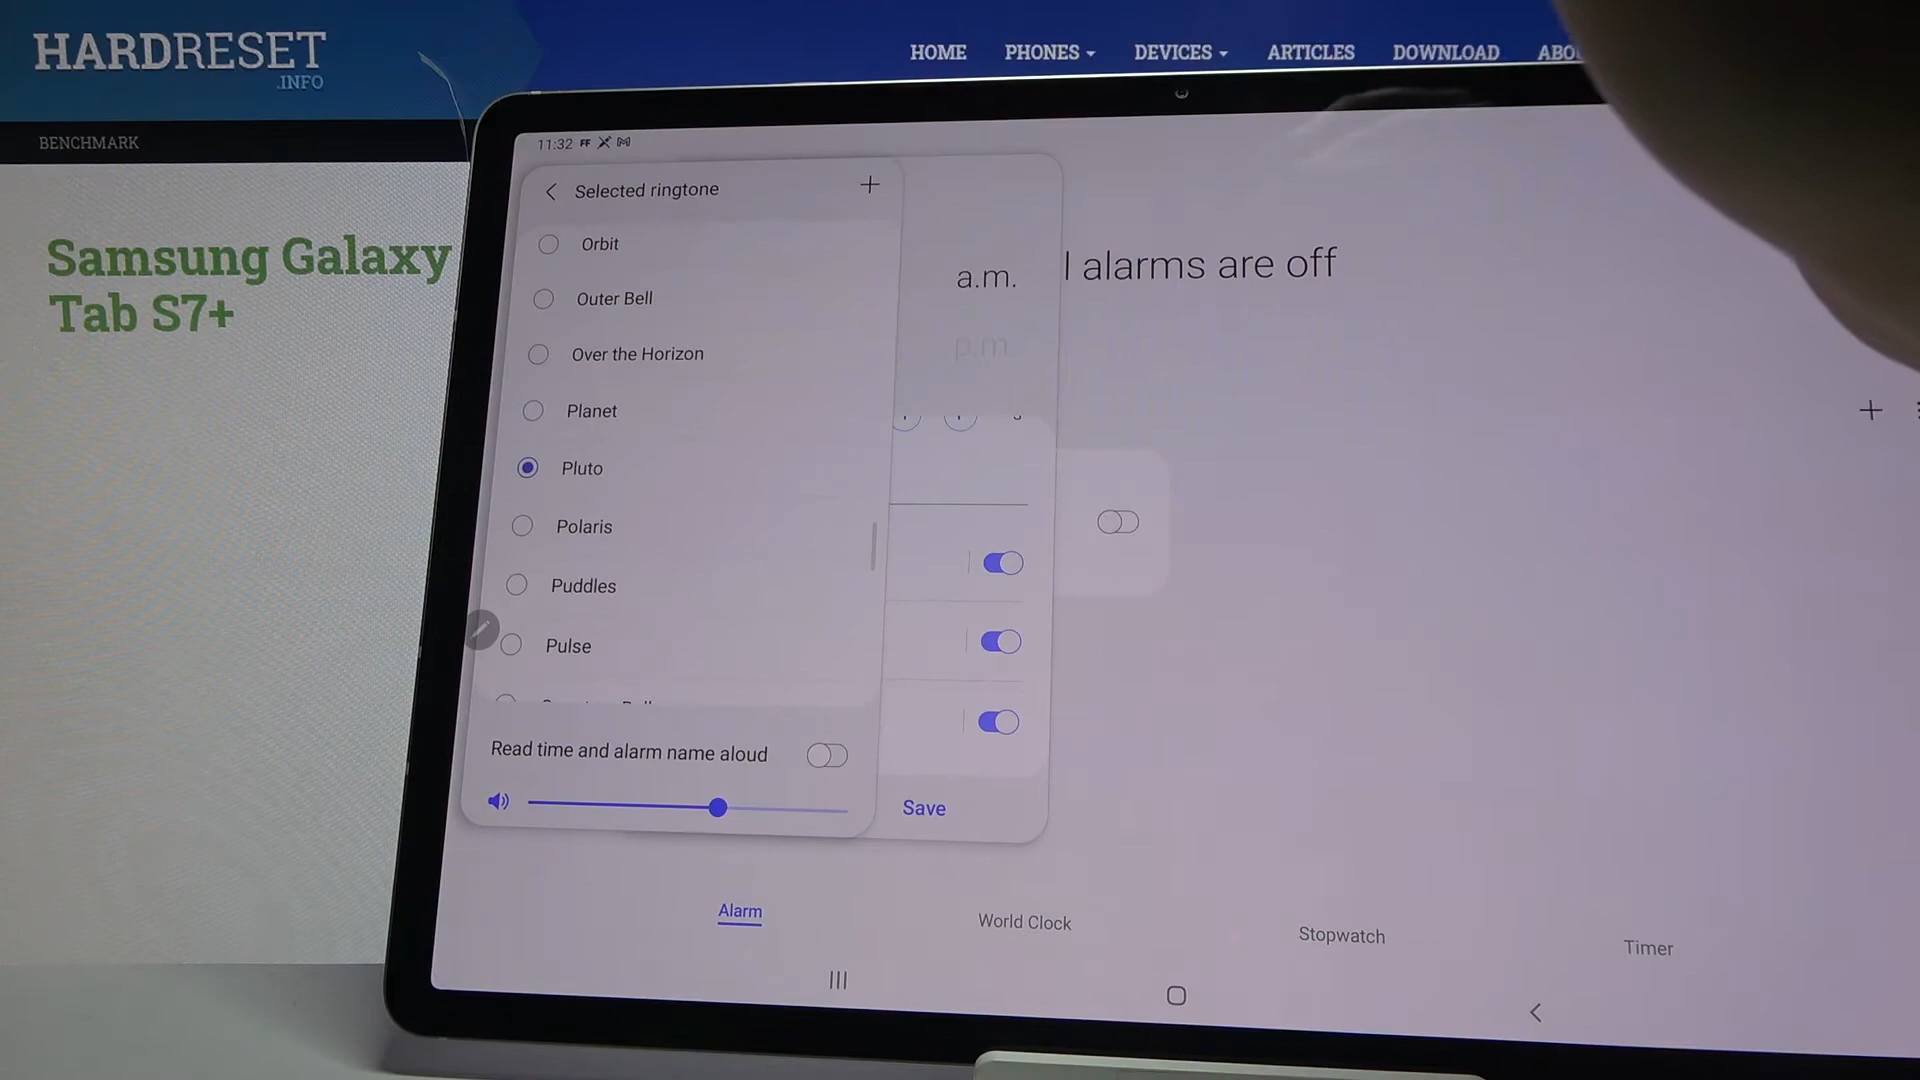 HARDRESET
.INFO
HOME PHONES DEVICES ARTICLES DOWNLOAD
BENCHMARK
Samsung Galaxy
Tab S7+
11:32
Selected ringtone
Orbit
Outer Bell
Over the Horizon
Planet
Pluto
Polaris
Puddles
Pulse
Read time and alarm name aloud
a.m.
p.m.
alarms are off
Save
Alarm
World Clock
Stopwatch
Timer